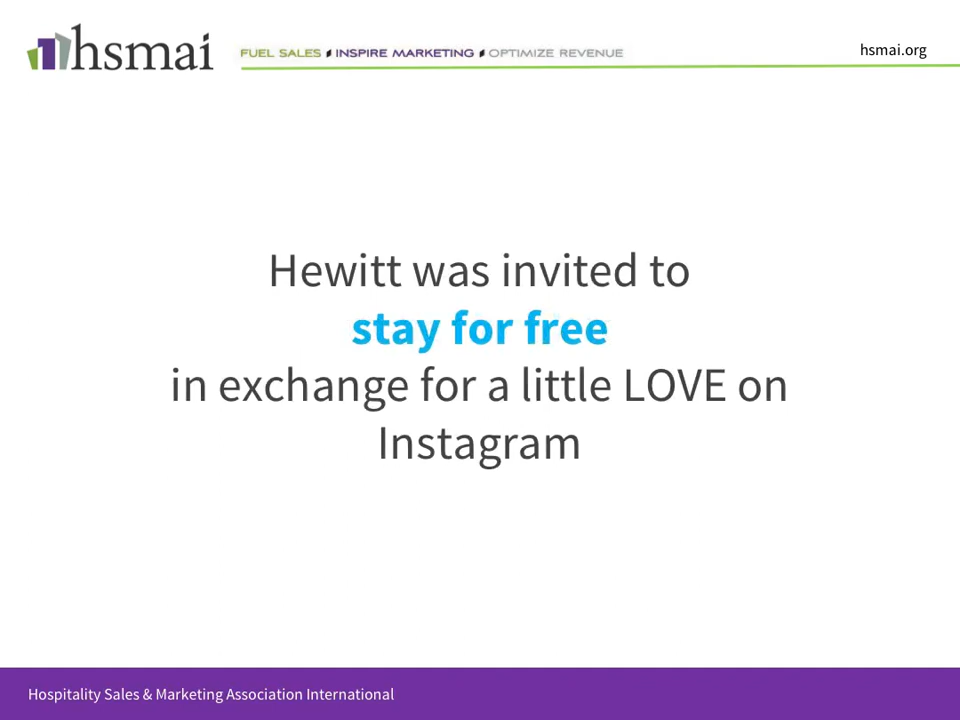 hsmai
FUEL SALES INSPIRE MARKETING OPTIMIZE REVENUE
hsmai.org
Hewitt was invited to
stay for free
in exchange for a little LOVE on
Instagram
Hospitality Sales & Marketing Association International